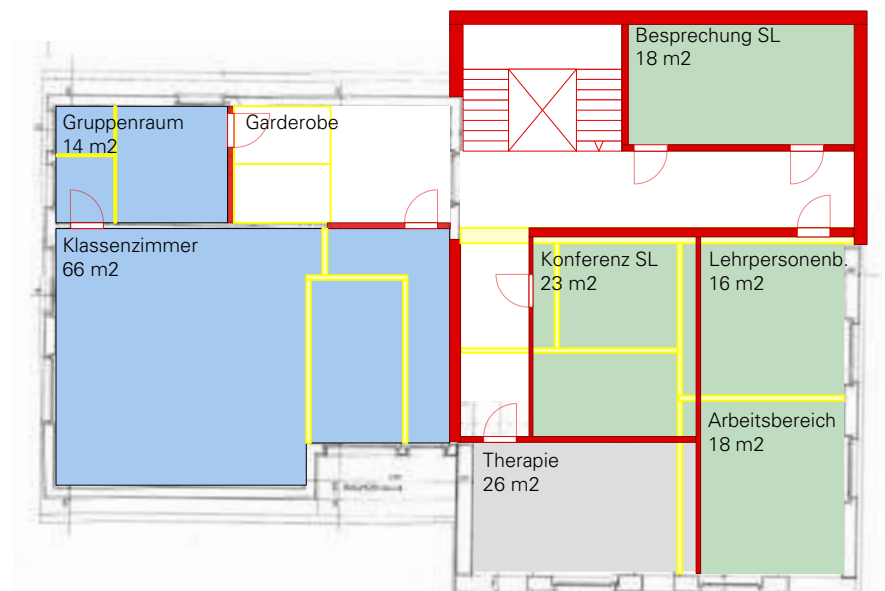 Besprechung SL
18 m2
Gruppenraum
14 m2
Garderobe
Klassenzimmer
66 m2
Konferenz SL
23 m2
Lehrpersonenb.
16 m2
Arbeitsbereich
18 m2
Therapie
26 m2